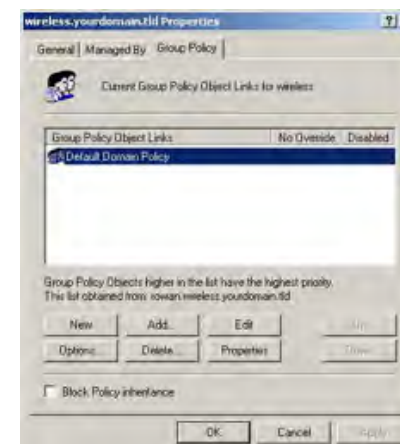 wireless.yourdomain.tld Properties
?
General Managed By Group Policy
Current Group Policy Object Links for wireless
Group Policy Object Links No Override Disabled
Default Domain Policy
Group Policy Objects higher in the list have the highest priority.
This list obtained from: rowan.wireless.yourdomain.tld
New Add... Edit Up
Options... Delete... Properties Down
Block Policy inheritance
OK Cancel Apply